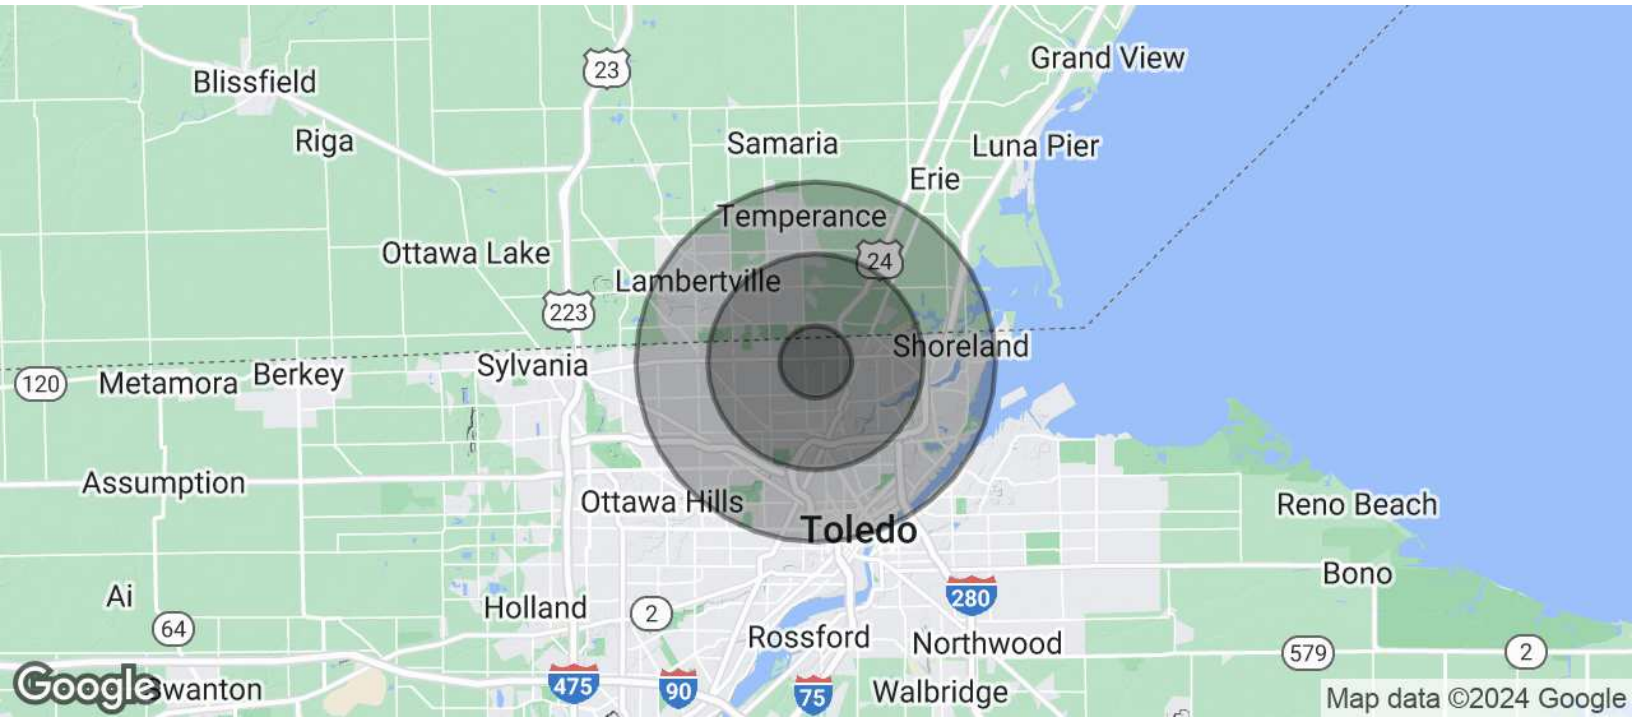 Grand View
23
Blissfield
Riga
Samaria
Luna Pier
Erie
Temperance
Ottawa Lake
24
Lambertville
223
Shoreland
Sylvania
120
Metamora
Berkey
Assumption
Ottawa Hills
Reno Beach
Toledo
Bono
Ai
280
Holland
2
64
Rossford
Northwood
579
2
Google
Swanton
475
90
75
Walbridge
Map data ©2024 Google